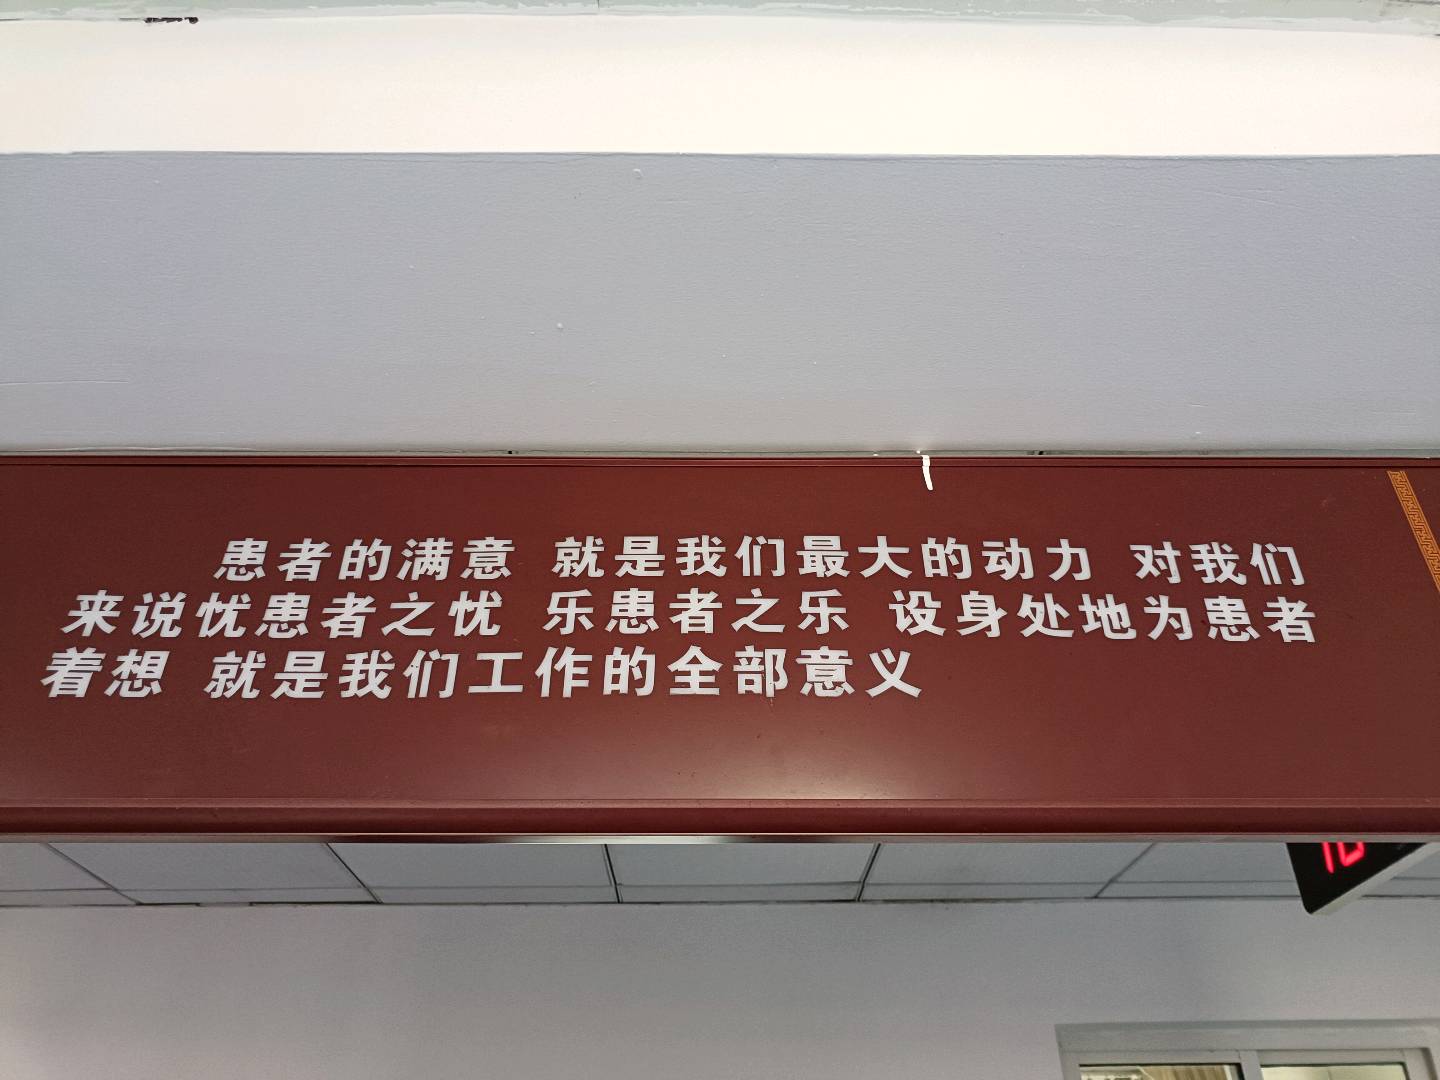 患者的满意 就是我们最大的动力 对我们
来说忧患者之忧 乐患者之乐 设身处地为患者
着想 就是我们工作的全部意义
10